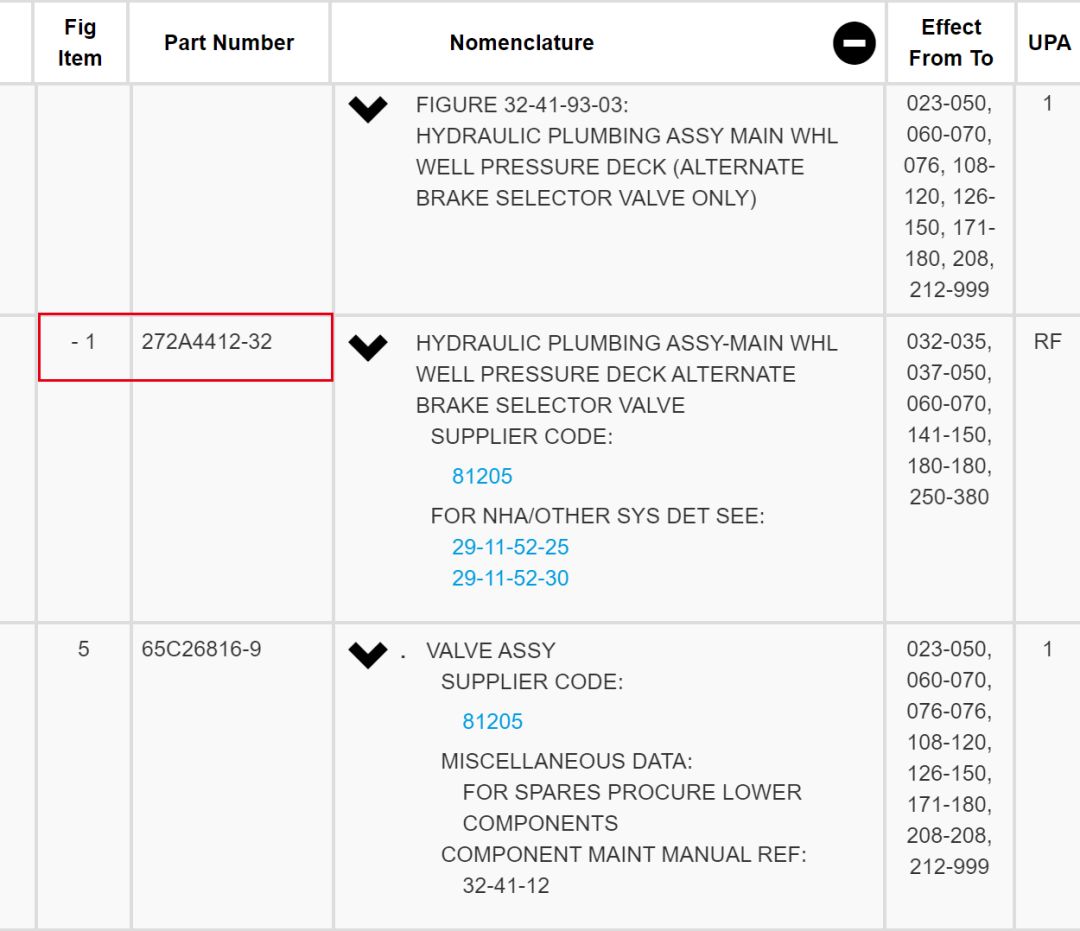 Fig
Item
Part Number
Nomenclature
Effect
From To
UPA
FIGURE 32-41-93-03:
HYDRAULIC PLUMBING ASSY MAIN WHL
WELL PRESSURE DECK (ALTERNATE
BRAKE SELECTOR VALVE ONLY)
023-050,
060-070,
076, 108-
120, 126-
150, 171-
180, 208,
212-999
1
- 1
272A4412-32
HYDRAULIC PLUMBING ASSY-MAIN WHL
WELL PRESSURE DECK ALTERNATE
BRAKE SELECTOR VALVE
SUPPLIER CODE:
81205
FOR NHA/OTHER SYS DET SEE:
29-11-52-25
29-11-52-30
032-035,
037-050,
060-070,
141-150,
180-180,
250-380
RF
5
65C26816-9
. VALVE ASSY
SUPPLIER CODE:
81205
MISCELLANEOUS DATA:
FOR SPARES PROCURE LOWER
COMPONENTS
COMPONENT MAINT MANUAL REF:
32-41-12
023-050,
060-070,
076-076,
108-120,
126-150,
171-180,
208-208,
212-999
1